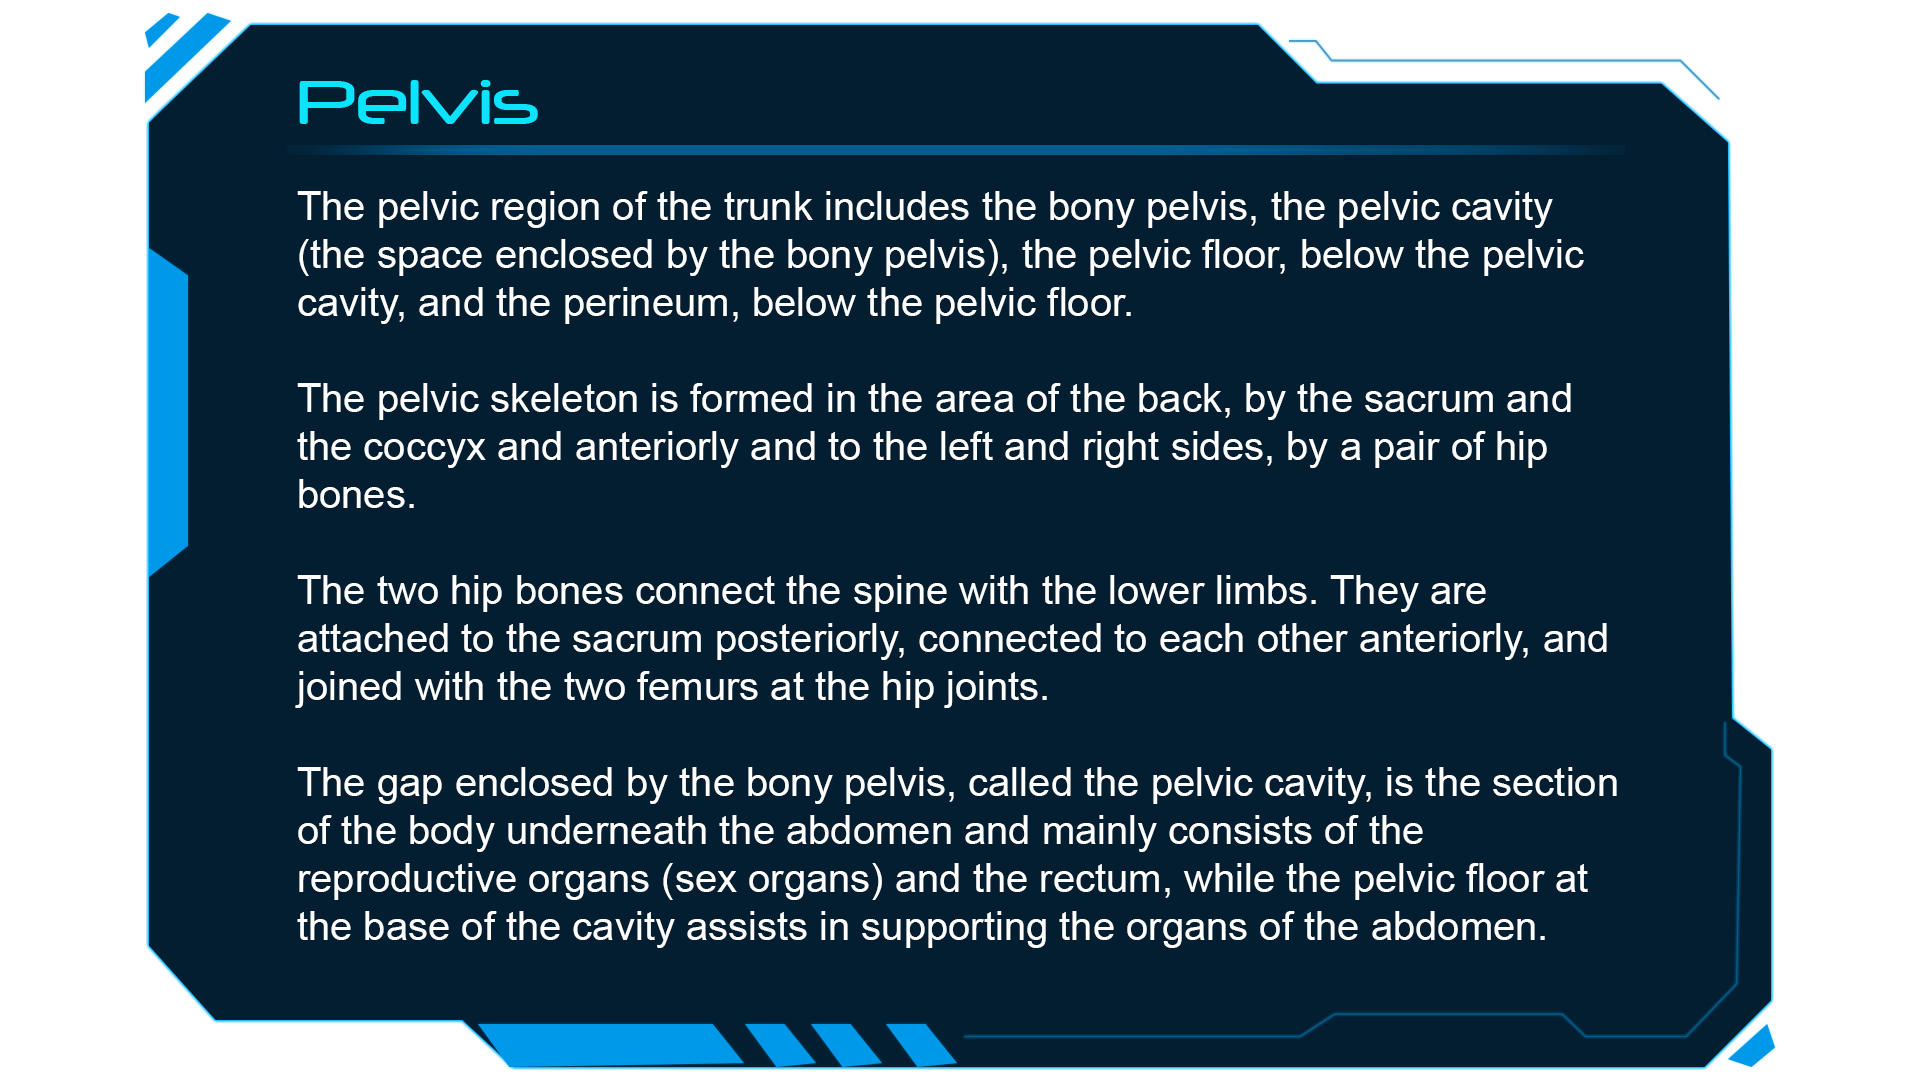 Pelvis
The pelvic region of the trunk includes the bony pelvis, the pelvic cavity
(the space enclosed by the bony pelvis), the pelvic floor, below the pelvic
cavity, and the perineum, below the pelvic floor.
The pelvic skeleton is formed in the area of the back, by the sacrum and
the coccyx and anteriorly and to the left and right sides, by a pair of hip
bones.
The two hip bones connect the spine with the lower limbs. They are
attached to the sacrum posteriorly, connected to each other anteriorly, and
joined with the two femurs at the hip joints.
The gap enclosed by the bony pelvis, called the pelvic cavity, is the section
of the body underneath the abdomen and mainly consists of the
reproductive organs (sex organs) and the rectum, while the pelvic floor at
the base of the cavity assists in supporting the organs of the abdomen.